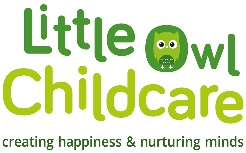 Little Owl
Childcare
creating happiness & nurturing minds